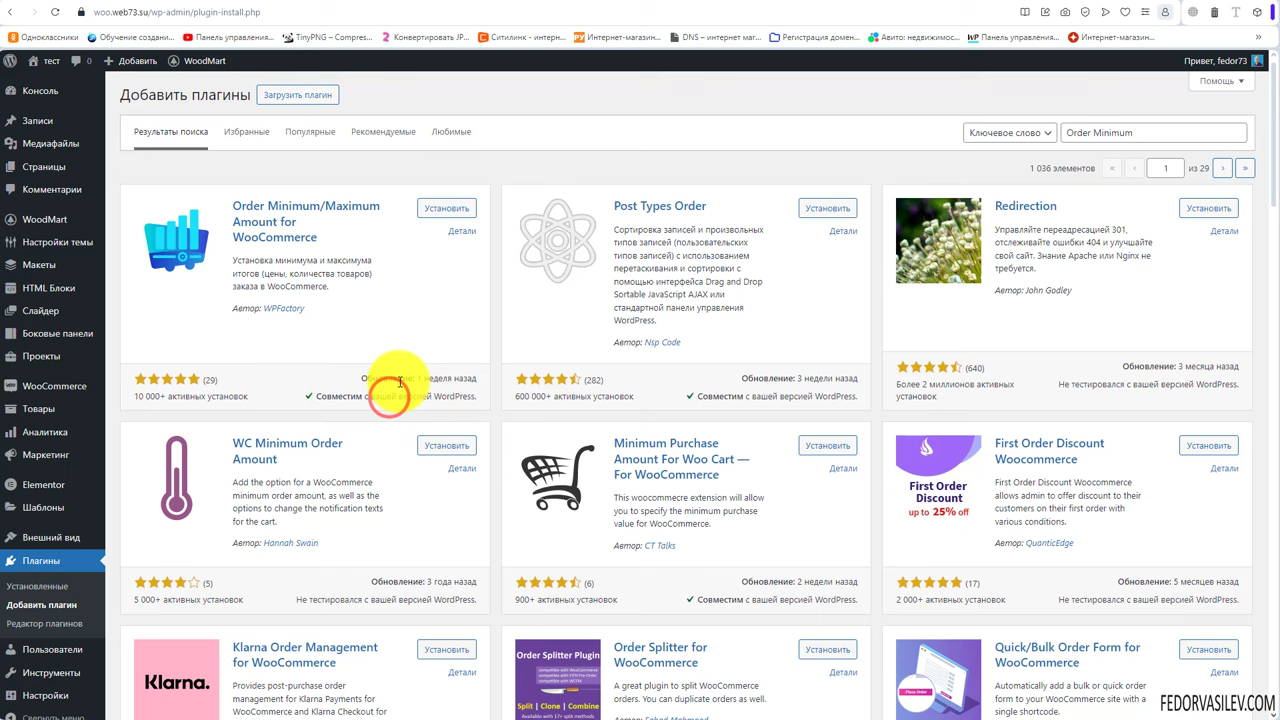 woo.web73.su/wp-admin/plugin-install.php
Одноклассники
Обучение создани...
Панель управления...
TinyPNG – Compres...
Конвертировать JP...
Ситилинк - интерне...
Интернет-магазин...
DNS – интернет маг...
Регистрация домен...
Авито: недвижимос...
Панель управления...
Интернет-магазин...
тест
0
Добавить
WoodMart
Привет, fedor73
Консоль
Записи
Медиафайлы
Страницы
Комментарии
WoodMart
Настройки темы
Макеты
HTML Блоки
Слайдер
Боковые панели
Проекты
WooCommerce
Товары
Аналитика
Маркетинг
Elementor
Шаблоны
Внешний вид
Плагины
Установленные
Добавить плагин
Редактор плагинов
Пользователи
Инструменты
Настройки
Свернуть меню
Добавить плагины
Загрузить плагин
Помощь
Результаты поиска
Избранные
Популярные
Рекомендуемые
Любимые
Ключевое слово
Order Minimum
1 036 элементов
«
‹
1
из 29
›
»
Order Minimum/Maximum
Amount for
WooCommerce
Установить
Детали
Установка минимума и максимума
итогов (цены, количества товаров)
заказа в WooCommerce.
Автор: WPFactory
(29)
10 000+ активных установок
Обновление: 1 неделя назад
Совместим с вашей версией WordPress.
Post Types Order
Установить
Детали
Сортировка записей и произвольных
типов записей (пользовательских
типов записей) с использованием
перетаскивания и сортировки с
помощью интерфейса Drag and Drop
Sortable JavaScript AJAX или
стандартной панели управления
WordPress.
Автор: Nsp Code
(282)
600 000+ активных установок
Обновление: 3 недели назад
Совместим с вашей версией WordPress.
Redirection
Установить
Детали
Управляйте переадресацией 301,
отслеживайте ошибки 404 и улучшайте
свой сайт. Знание Apache или Nginx не
требуется.
Автор: John Godley
(640)
Более 2 миллионов активных
установок
Обновление: 3 месяца назад
Не тестировался с вашей версией WordPress.
WC Minimum Order
Amount
Установить
Детали
Add the option for a WooCommerce
minimum order amount, as well as the
options to change the notification texts
for the cart.
Автор: Hannah Swain
(5)
5 000+ активных установок
Обновление: 3 года назад
Не тестировался с вашей версией WordPress.
Minimum Purchase
Amount For Woo Cart —
For WooCommerce
Установить
Детали
This woocommecre extension will allow
you to specify the minimum purchase
value for WooCommerce.
Автор: CT Talks
(6)
900+ активных установок
Обновление: 2 недели назад
Совместим с вашей версией WordPress.
First Order
Discount
up to 25% off
First Order Discount
Woocommerce
Установить
Детали
First Order Discount Woocommerce
allows admin to offer discount to their
customers on their first order with
various conditions.
Автор: QuanticEdge
(17)
2 000+ активных установок
Обновление: 5 месяцев назад
Не тестировался с вашей версией WordPress.
Klarna.
Klarna Order Management
for WooCommerce
Установить
Детали
Provides post-purchase order
management for Klarna Payments
for WooCommerce and Klarna Checkout for
Order Splitter Plugin
Split | Clone | Combine
Order Splitter for
WooCommerce
Установить
Детали
A great plugin to split WooCommerce
orders. You can duplicate orders as well.
Автор: Fahad Mahmood
Quick/Bulk Order Form for
WooCommerce
Установить
Детали
Automatically add a bulk or quick order
form to your WooCommerce site with a
single shortcode.
FEDORVASILEV.COM